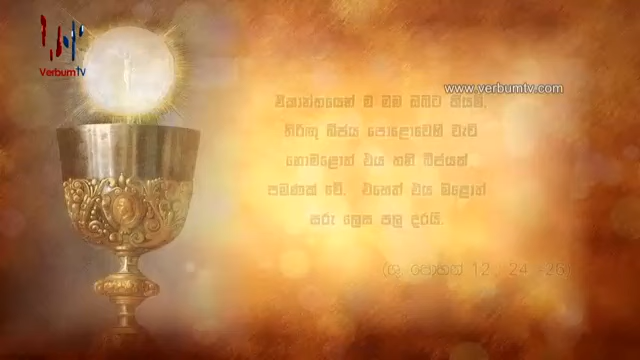 VerbumTV
www.verbumtv.com
ඒකාන්තයෙන් ම මම ඔබට කියමි,
තිරිඟු බීජය පොළොවෙහි වැටී
නොමළොත් එය තනි බීජයක්
පමණක් වේ. එහෙත් එය මළොත්
සරු ලෙස පල දරයි.
(ශු. ජොහන් 12 : 24 -26)